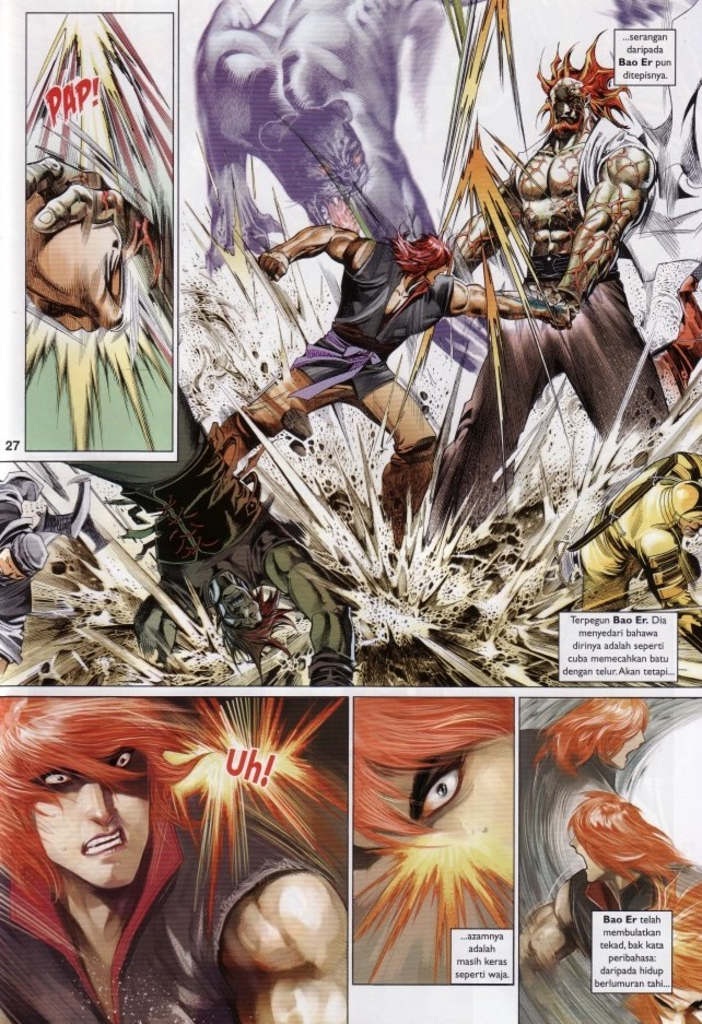 PAP!
...serangan
daripada
Bao Er pun
ditepisnya.
27
Terpegun Bao Er. Dia
menyedari bahawa
dirinya adalah seperti
cuba memecahkan batu
dengan telur. Akan tetapi...
Uh!
...azamnya
adalah
masih keras
seperti waja.
Bao Er telah
membulatkan
tekad, bak kata
peribahasa:
daripada hidup
berlumuran tahi...